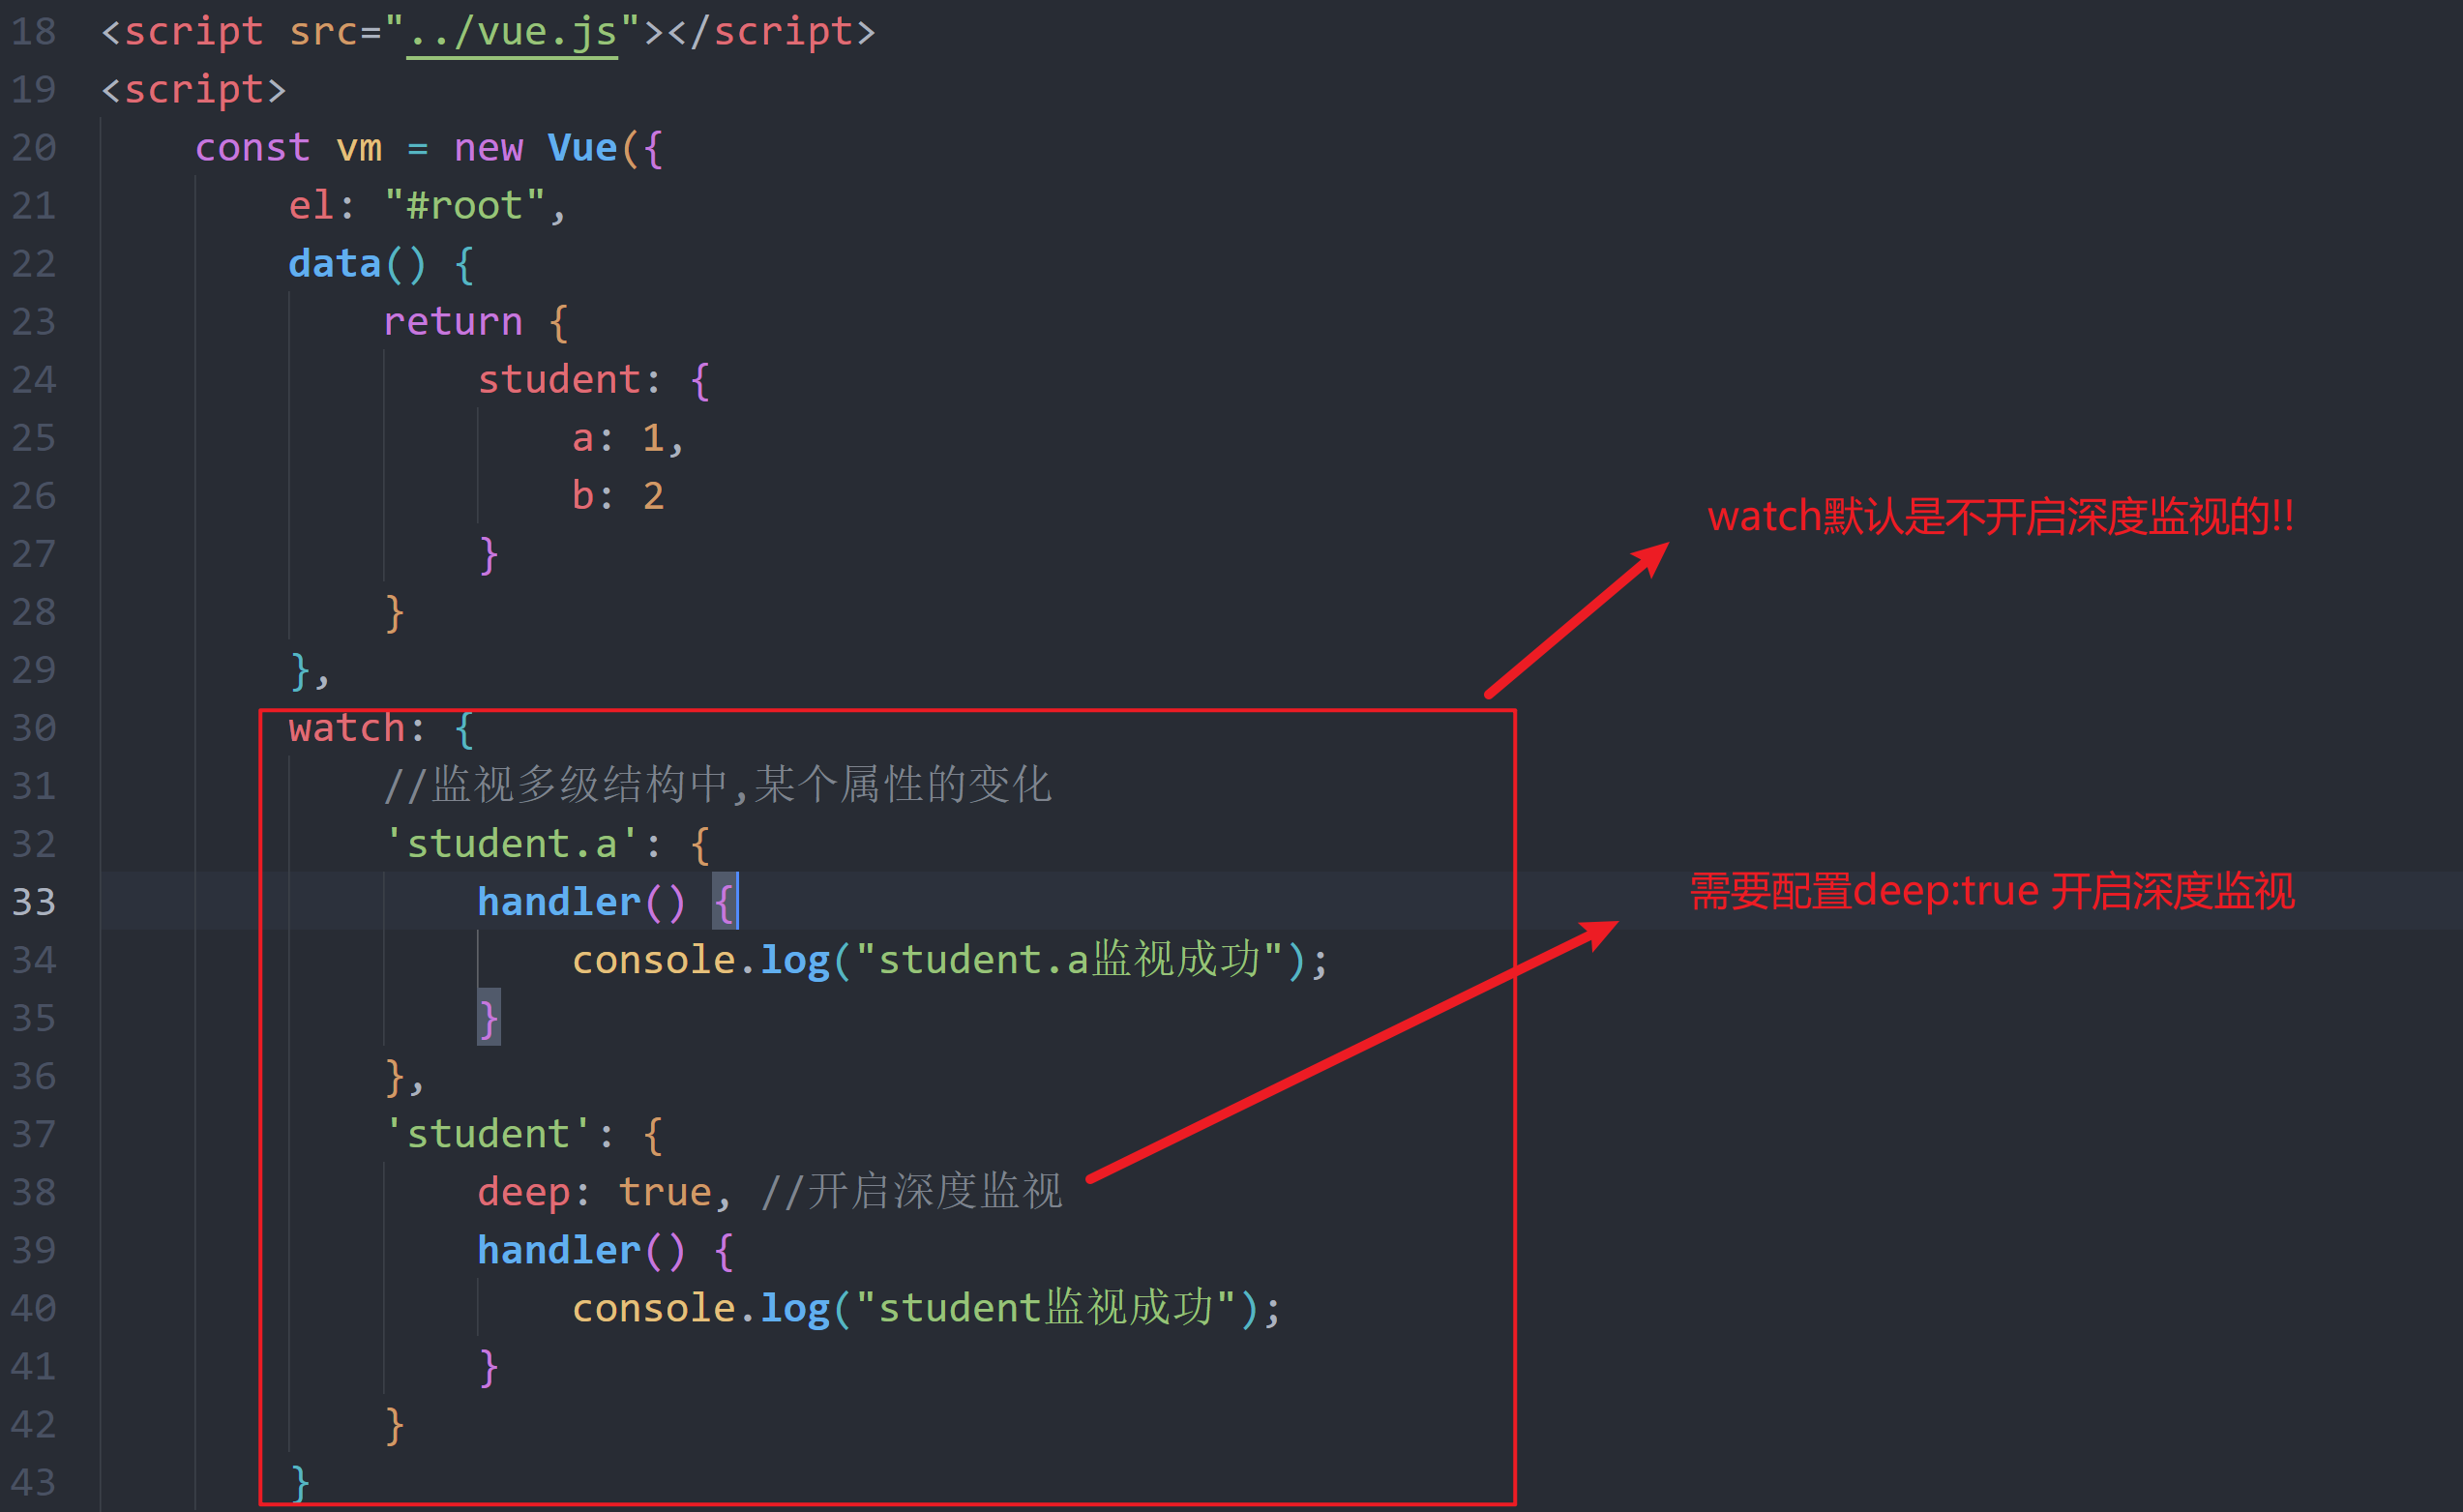 18 <script src="../vue.js"></script>
19 <script>
20 const vm = new Vue({
21 el: "#root",
22 data() {
23 return {
24 student: {
25 a: 1,
26 b: 2
watch默认是不开启深度监视的!!
27 }
28 }
29 },
30 watch: {
31 //监视多级结构中,某个属性的变化
32 'student.a': {
33 handler() {
需要配置deep:true 开启深度监视
34 console.log("student.a监视成功");
35 }
36 },
37 'student': {
38 deep: true, //开启深度监视
39 handler() {
40 console.log("student监视成功");
41 }
42 }
43 }